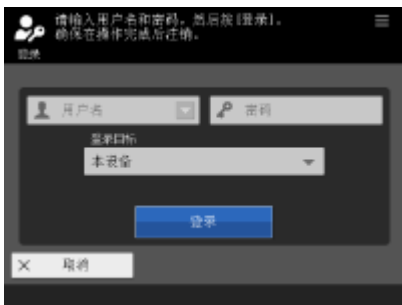 请输入用户名和密码，然后按[登录]。
确保在操作完成后注销。
登录
用户名
密码
登录目标
本设备
登录
取消